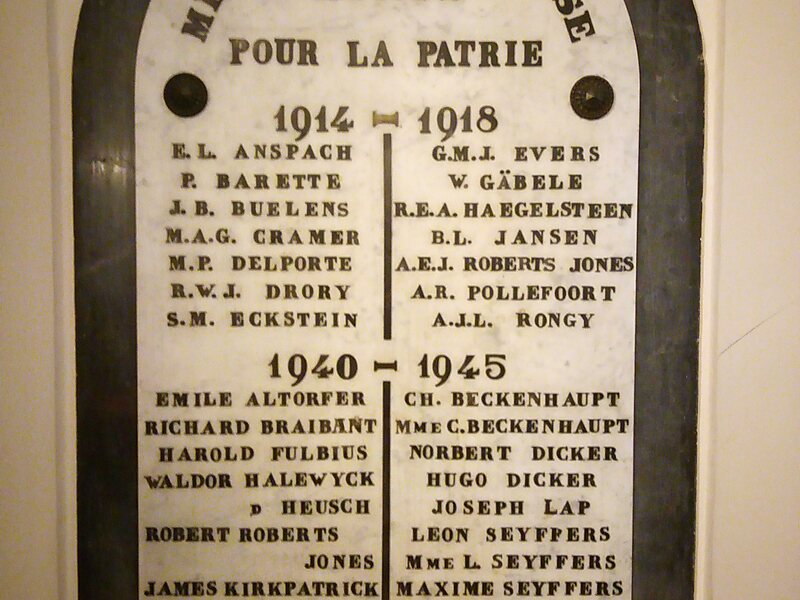 POUR LA PATRIE
1914 - 1918
E. L. ANSPACH
P. BARETTE
J. B. BUELENS
M.A.G. CRAMER
M.P. DELPORTE
R.W.J. DRORY
S.M. ECKSTEIN
G.M.J. EVERS
W. GÄBELE
R.E.A. HAEGELSTEEN
B.L. JANSEN
A.E.J. ROBERTS JONES
A.R. POLLEFOORT
A.J.L. RONGY
1940 - 1945
EMILE ALTORFER
RICHARD BRAIBANT
HAROLD FULBIUS
WALDOR HALEWYCK
D HEUSCH
ROBERT ROBERTS
JONES
JAMES KIRKPATRICK
CH. BECKENHAUPT
MME C. BECKENHAUPT
NORBERT DICKER
HUGO DICKER
JOSEPH LAP
LEON SEYFFERS
MME L. SEYFFERS
MAXIME SEYFFERS